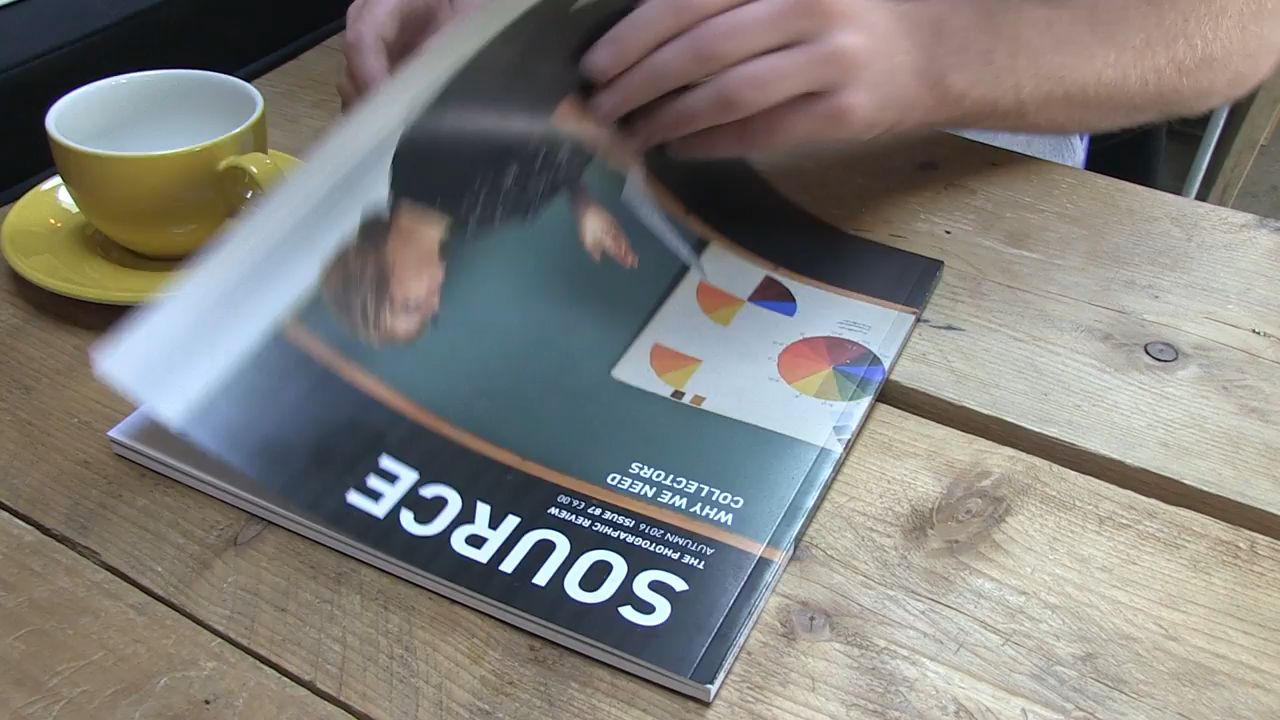 SOURCE
THE PHOTOGRAPHIC REVIEW
AUTUMN 2016 ISSUE 87 £6.00
WHY WE NEED
COLLECTORS